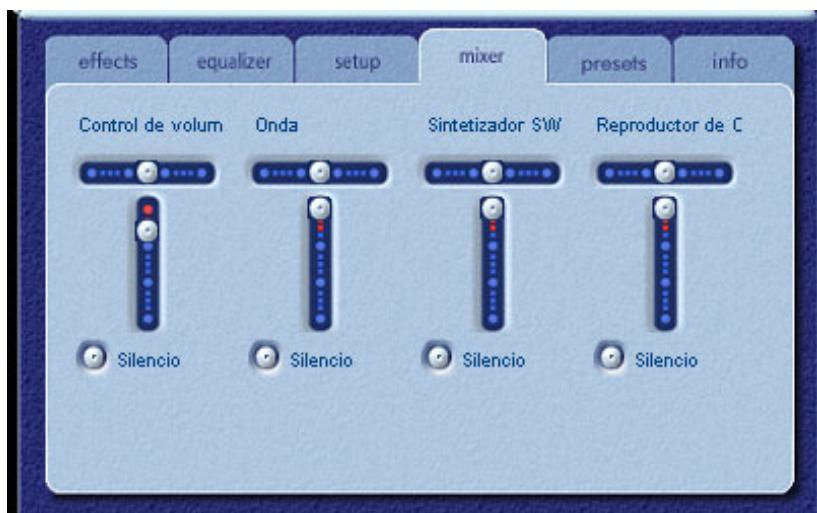 effects equalizer setup mixer presets info
Control de volum Onda Sintetizador SW Reproductor de C
Silencio Silencio Silencio Silencio